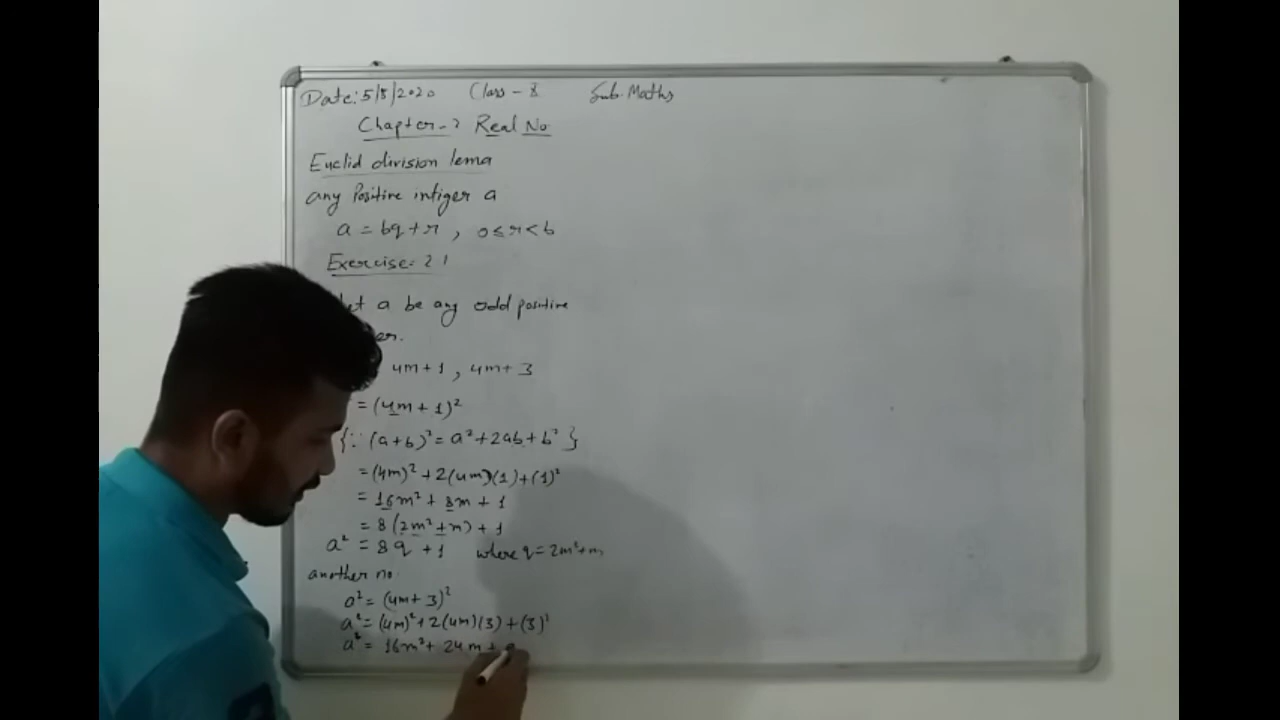 Date: 5/5/2020 Class - 8 Sub. Maths
Chapter-2 Real No
Euclid division lema
any Positive intiger a
a = bq + r , 0 ≤ r < b
Exercise: 2.1
a be any odd positive
4m + 1 , 4m + 3
= (4m + 1)²
{∵ (a+b)² = a² + 2ab + b² }
= (4m)² + 2(4m)(1) + (1)²
= 16m² + 8m + 1
= 8 (2m² + m) + 1
a² = 8q + 1 where q = 2m² + m
another no.
a² = (4m + 3)²
a² = (4m)² + 2(4m)(3) + (3)²
a² = 16m² + 24m +